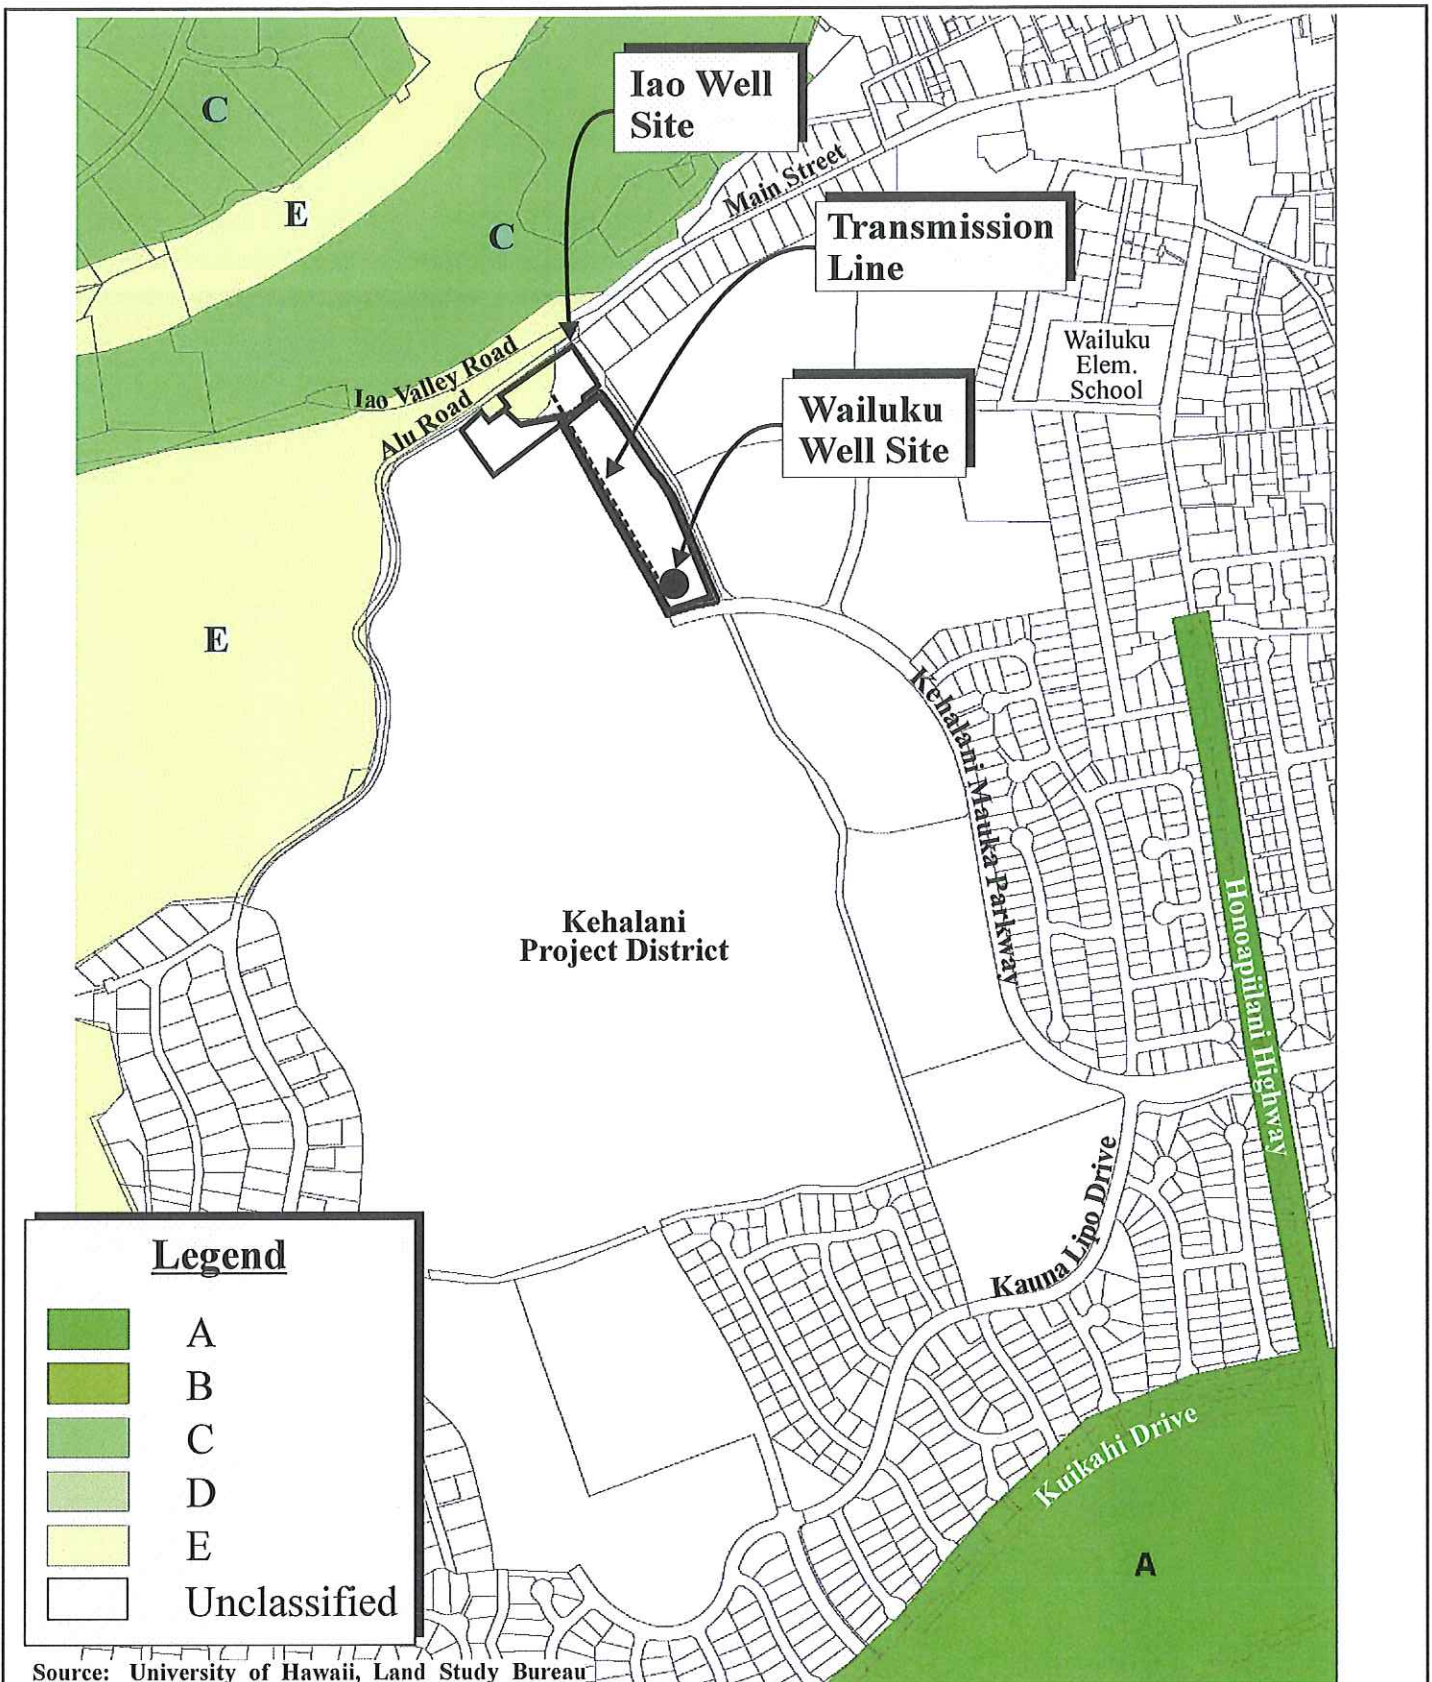 Iao Well
Site
C
Main Street
E
C
Transmission
Line
Wailuku
Elem.
School
Iao Valley Road
Alu Road
Wailuku
Well Site
E
Kehalani Mauka Parkway
Kehalani
Project District
Honoapiilani Highway
Kauna Lipo Drive
Kuikahi Drive
A
Legend
A
B
C
D
E
Unclassified
Source: University of Hawaii, Land Study Bureau